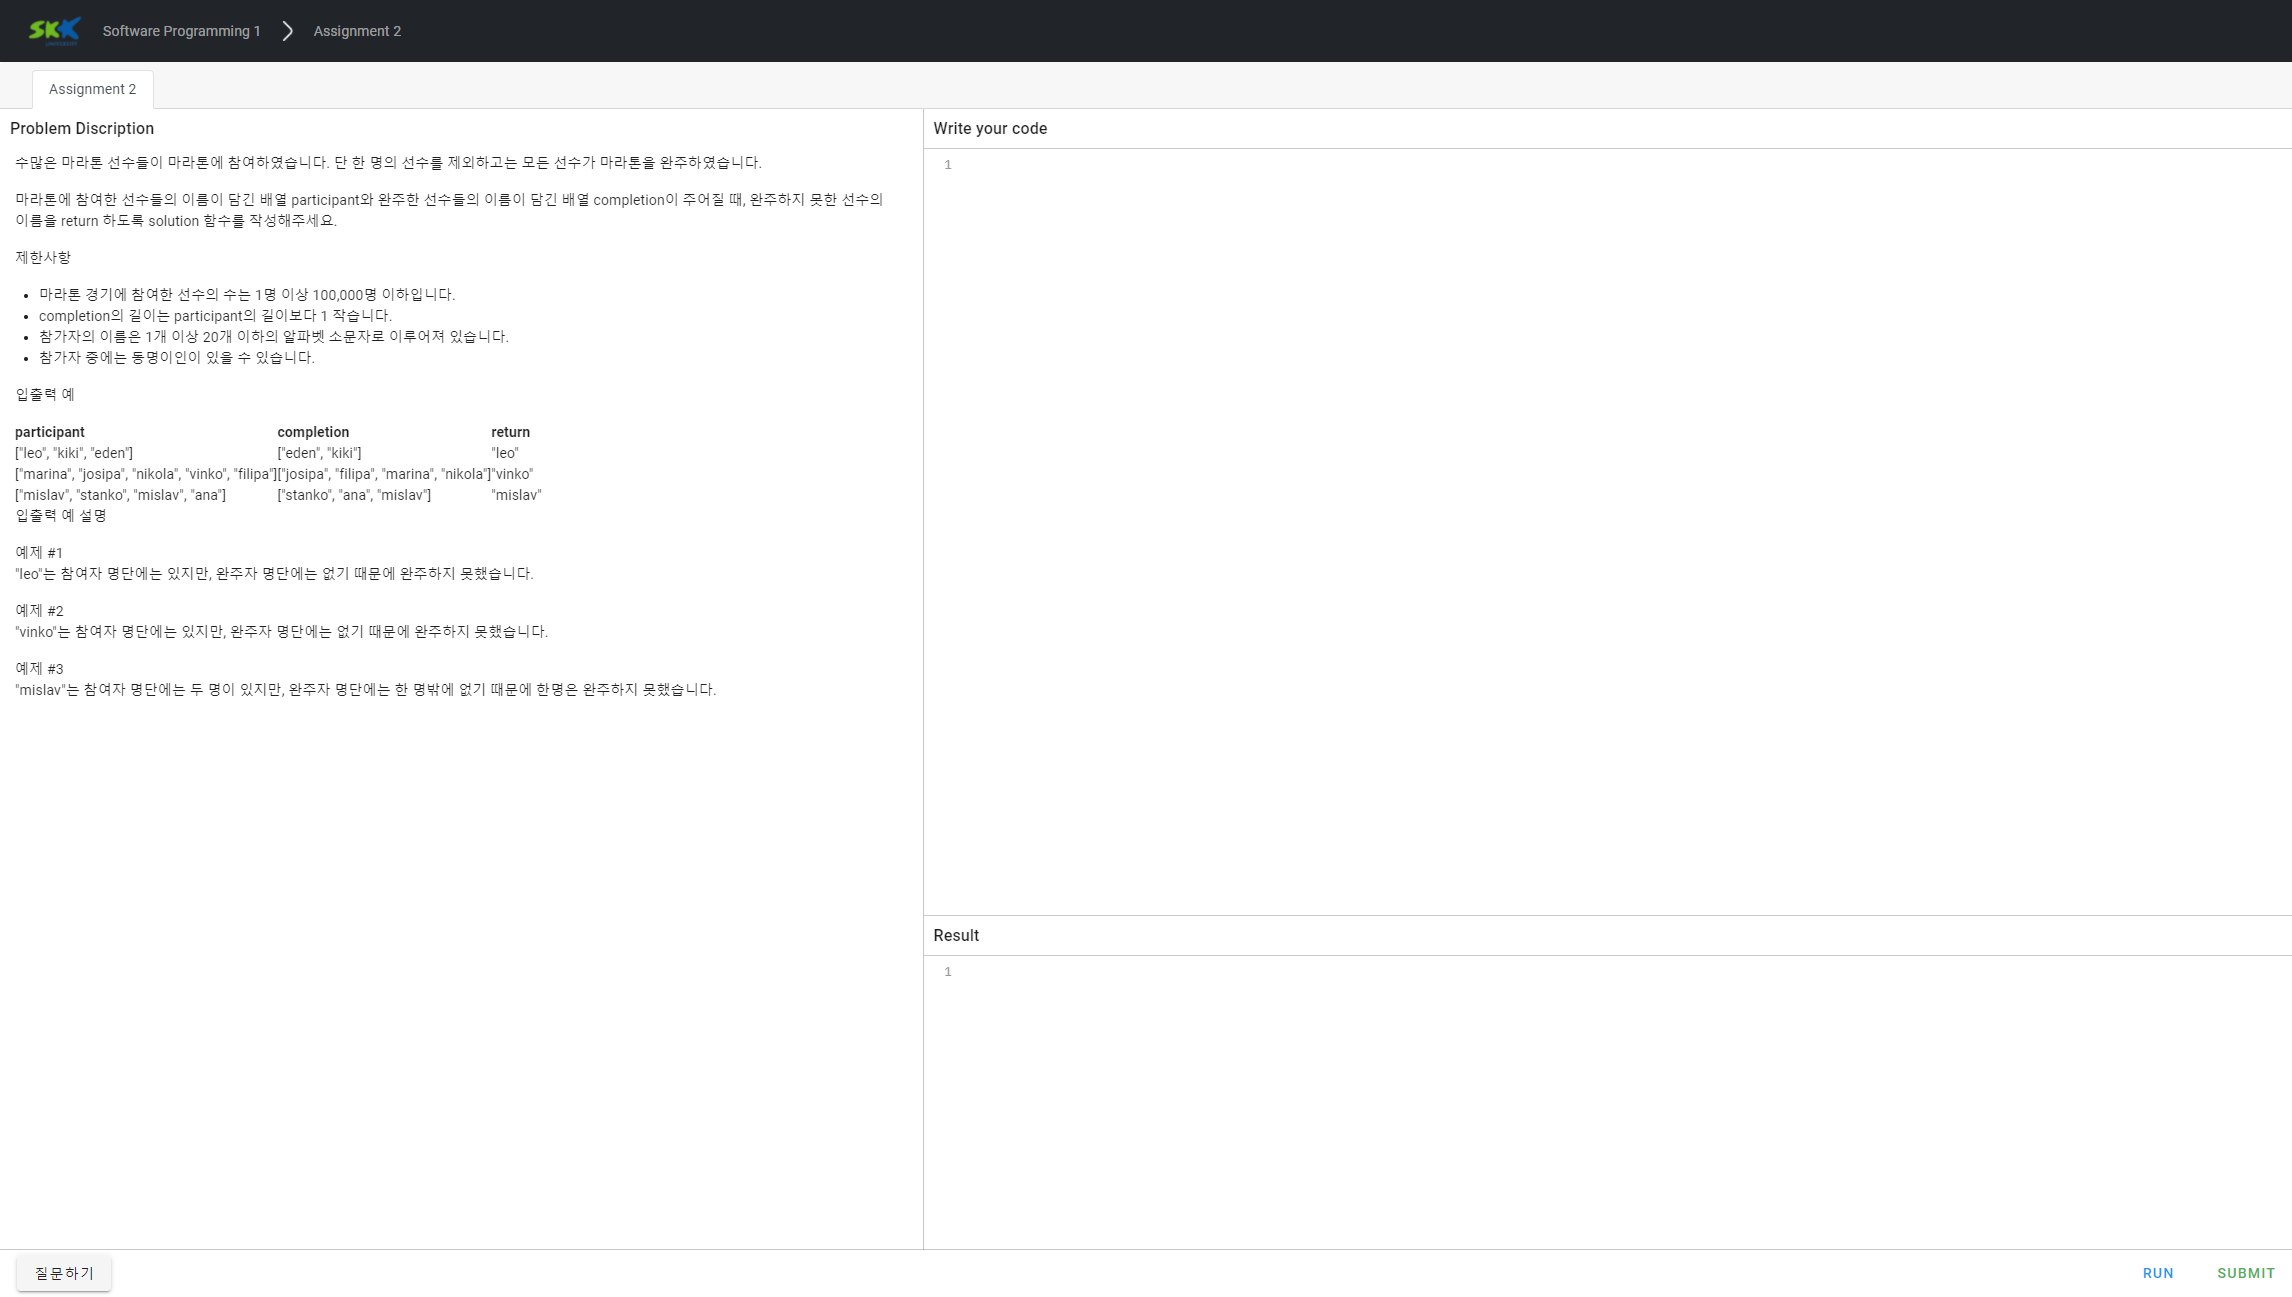 SKK
UNIVERSITY
Software Programming 1
Assignment 2
Assignment 2
Problem Discription
수많은 마라톤 선수들이 마라톤에 참여하였습니다. 단 한 명의 선수를 제외하고는 모든 선수가 마라톤을 완주하였습니다.
마라톤에 참여한 선수들의 이름이 담긴 배열 participant와 완주한 선수들의 이름이 담긴 배열 completion이 주어질 때, 완주하지 못한 선수의
이름을 return 하도록 solution 함수를 작성해주세요.
제한사항
마라톤 경기에 참여한 선수의 수는 1명 이상 100,000명 이하입니다.
completion의 길이는 participant의 길이보다 1 작습니다.
참가자의 이름은 1개 이상 20개 이하의 알파벳 소문자로 이루어져 있습니다.
참가자 중에는 동명이인이 있을 수 있습니다.
입출력 예
participant completion return
["leo", "kiki", "eden"] ["eden", "kiki"] "leo"
["marina", "josipa", "nikola", "vinko", "filipa"]["josipa", "filipa", "marina", "nikola"]"vinko"
["mislav", "stanko", "mislav", "ana"] ["stanko", "ana", "mislav"] "mislav"
입출력 예 설명
예제 #1
"leo"는 참여자 명단에는 있지만, 완주자 명단에는 없기 때문에 완주하지 못했습니다.
예제 #2
"vinko"는 참여자 명단에는 있지만, 완주자 명단에는 없기 때문에 완주하지 못했습니다.
예제 #3
"mislav"는 참여자 명단에는 두 명이 있지만, 완주자 명단에는 한 명밖에 없기 때문에 한명은 완주하지 못했습니다.
Write your code
1
Result
1
질문하기
RUN
SUBMIT